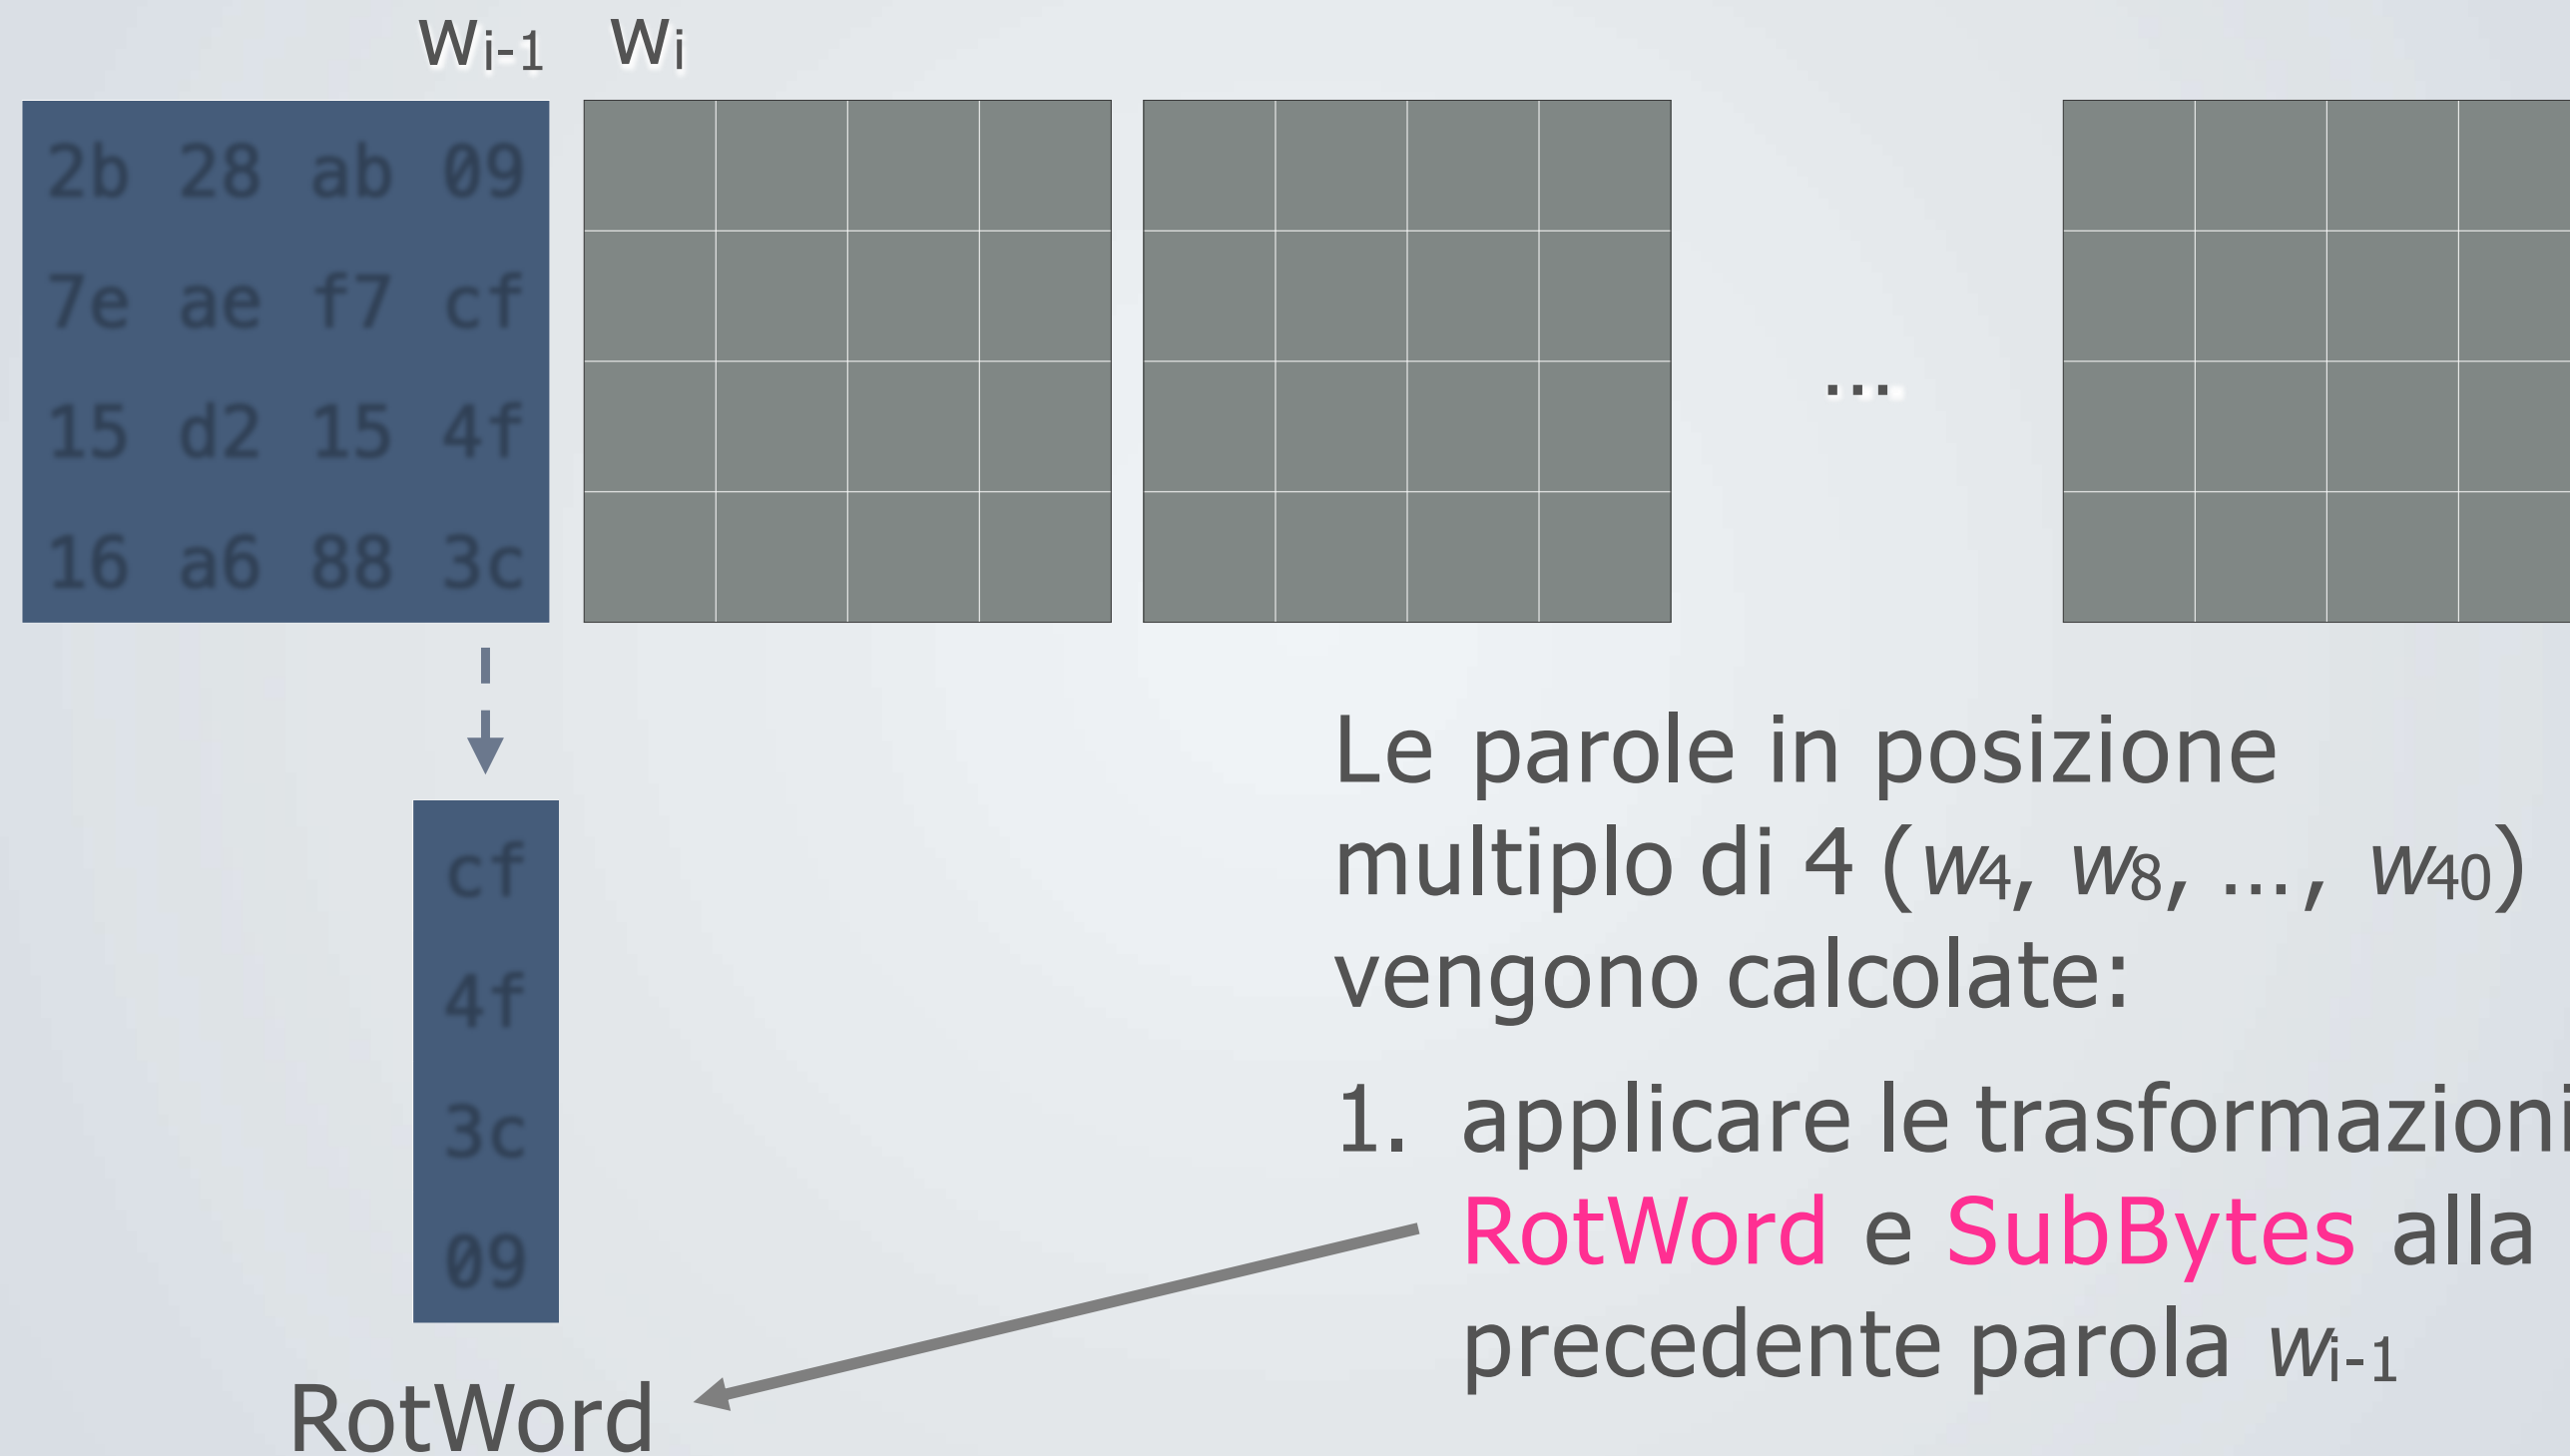 wi-1 wi
2b 28 ab 09
7e ae f7 cf
15 d2 15 4f
16 a6 88 3c
...
cf
4f
3c
09
RotWord
Le parole in posizione
multiplo di 4 (w4, w8, …, w40)
vengono calcolate:
1. applicare le trasformazioni
RotWord e SubBytes alla
precedente parola wi-1